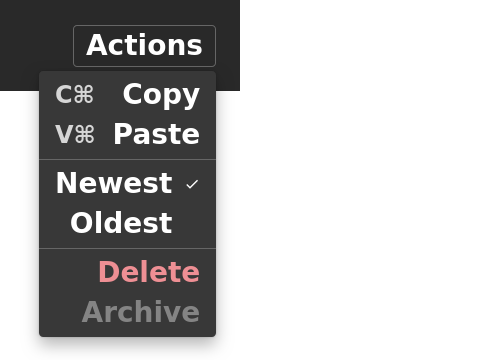 Actions
C⌘ Copy
V⌘ Paste
Newest ✓
Oldest
Delete
Archive